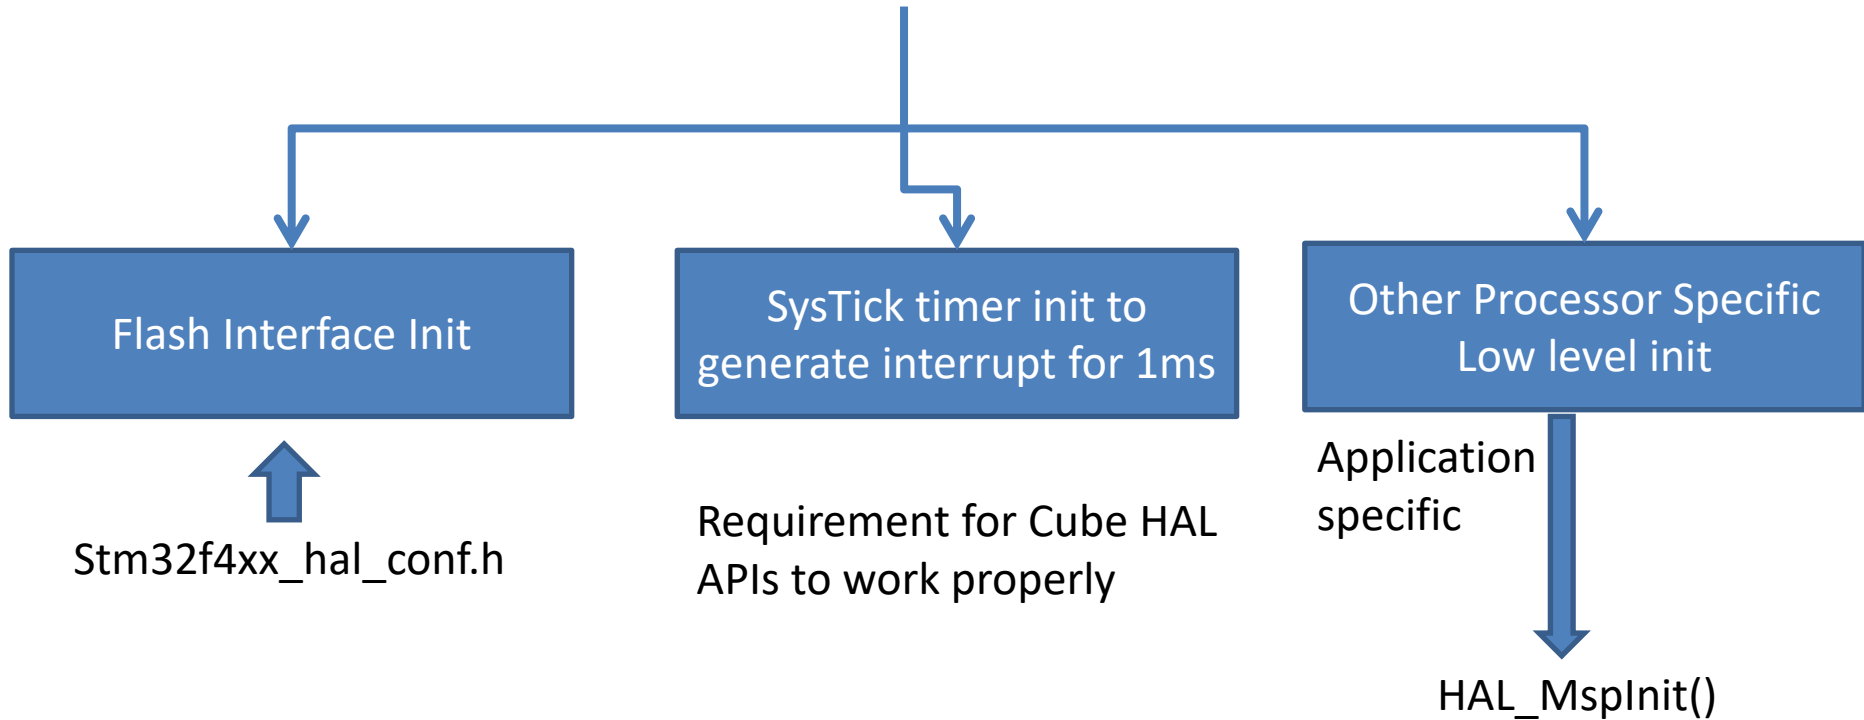 Flash Interface Init
SysTick timer init to
generate interrupt for 1ms
Other Processor Specific
Low level init
Stm32f4xx_hal_conf.h
Requirement for Cube HAL
APIs to work properly
Application
specific
HAL_MspInit()